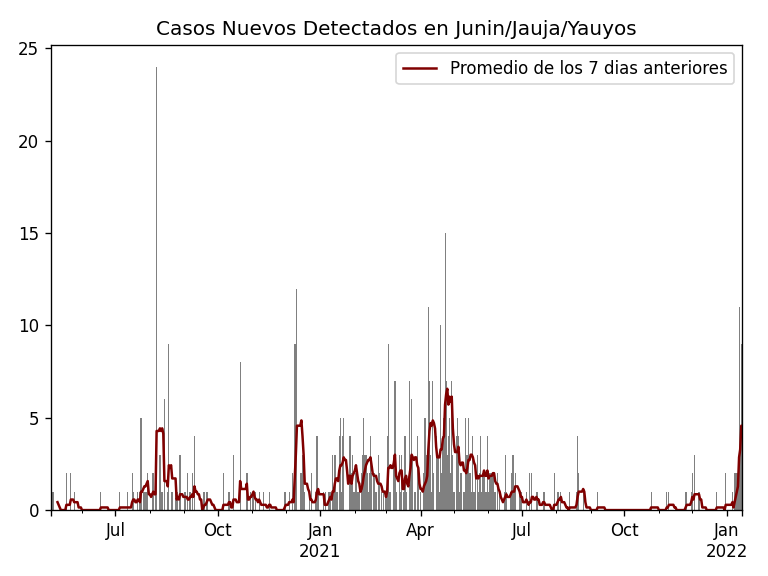 Casos Nuevos Detectados en Junin/Jauja/Yauyos
Promedio de los 7 dias anteriores
25
20
15
10
5
0
Jul
Oct
Jan
2021
Apr
Jul
Oct
Jan
2022